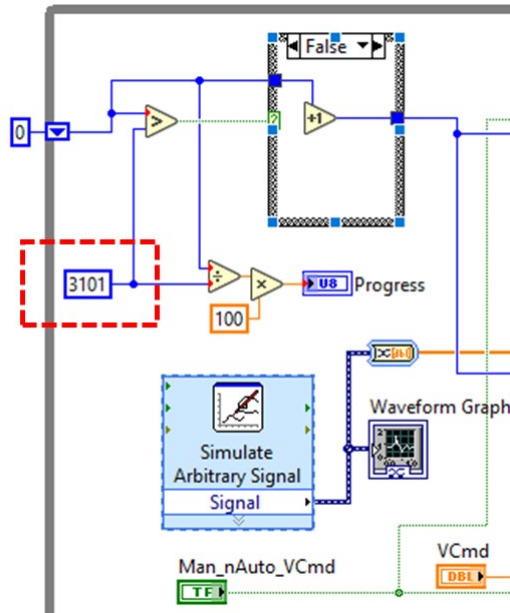 False
>
0
?
+1
3101
÷
×
U8
Progress
100
Waveform Graph
Simulate
Arbitrary Signal
Signal
Man_nAuto_VCmd
TF
VCmd
DBL